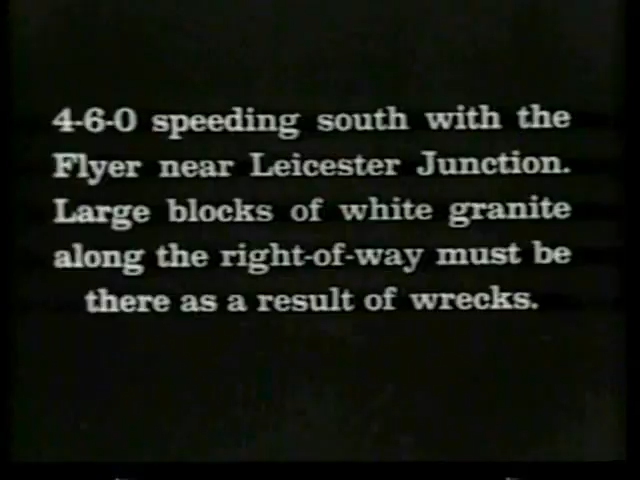 4-6-0 speeding south with the
Flyer near Leicester Junction.
Large blocks of white granite
along the right-of-way must be
there as a result of wrecks.